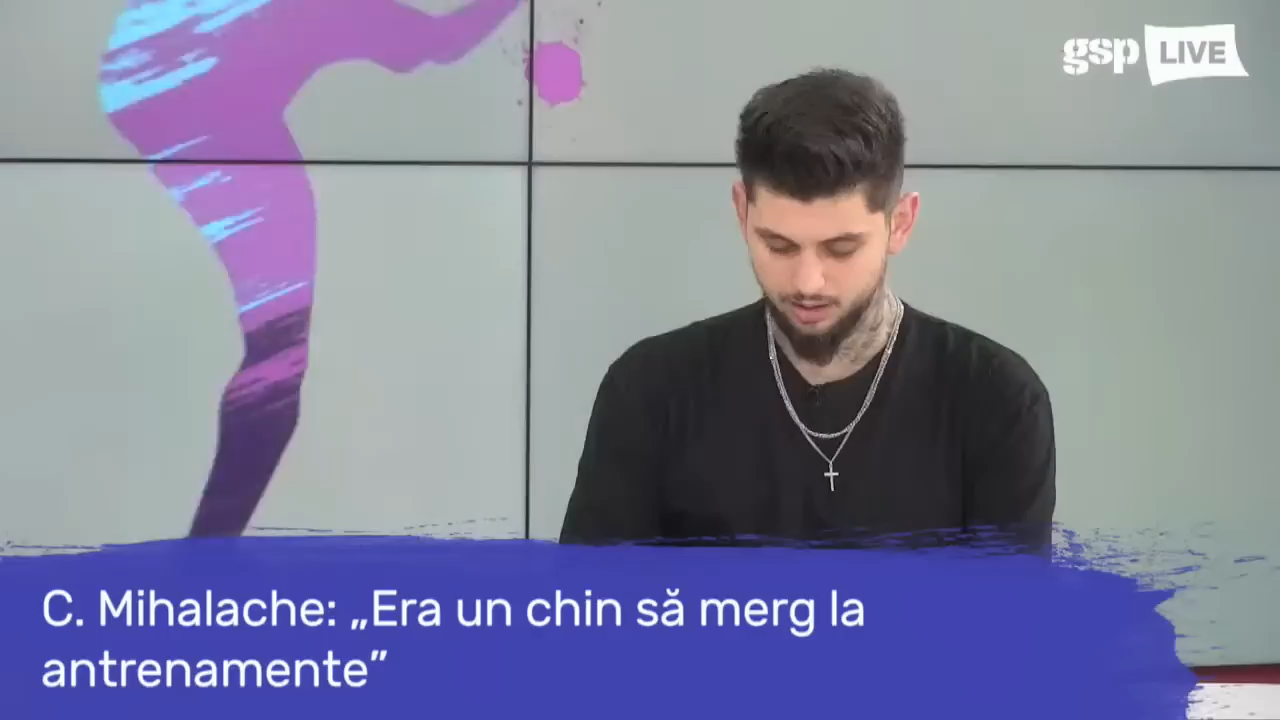 gsp LIVE
C. Mihalache: „Era un chin să merg la
antrenamente”